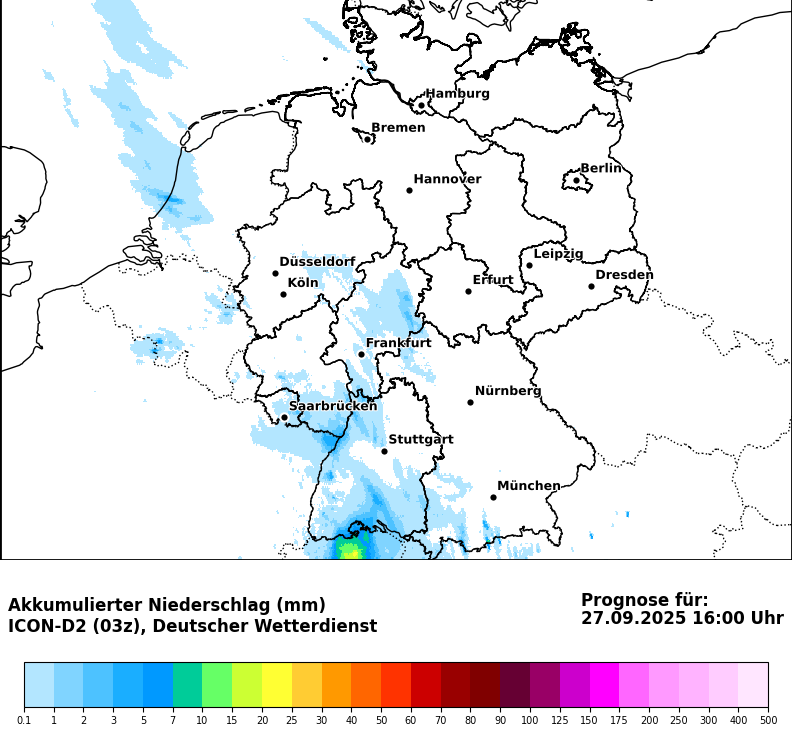 Hamburg
Bremen
Berlin
Hannover
Leipzig
Düsseldorf
Dresden
Köln
Erfurt
Frankfurt
Nürnberg
Saarbrücken
Stuttgart
München
Akkumulierter Niederschlag (mm)
ICON-D2 (03z), Deutscher Wetterdienst
Prognose für:
27.09.2025 16:00 Uhr
0.1 1 2 3 5 7 10 15 20 25 30 40 50 60 70 80 90 100 125 150 175 200 250 300 400 500